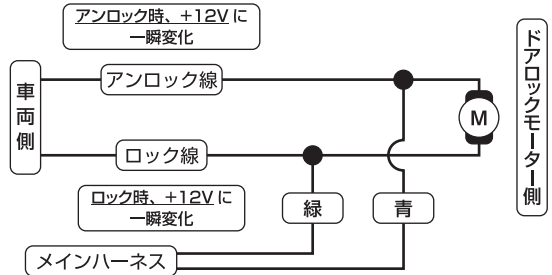 アンロック時、+12Vに
一瞬変化
車両側
アンロック線
ドアロックモーター側
M
ロック線
ロック時、+12Vに
一瞬変化
緑
青
メインハーネス